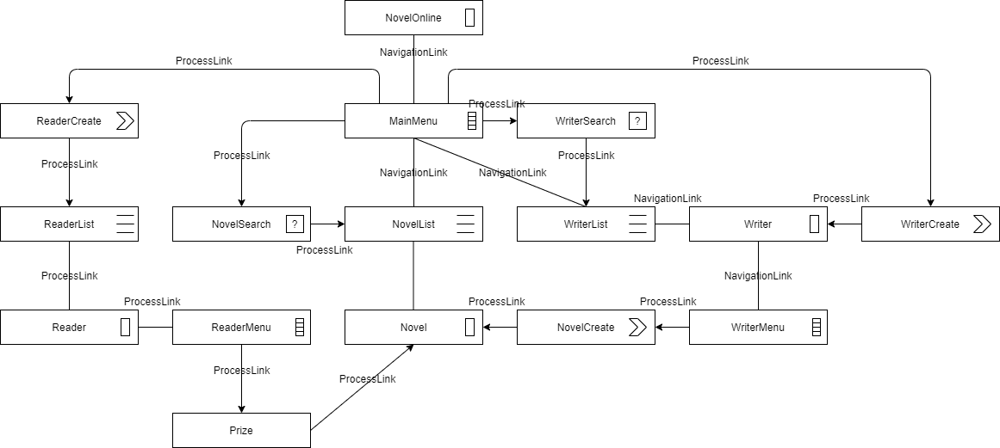 NovelOnline
NavigationLink
ProcessLink
ProcessLink
ProcessLink
ReaderCreate
MainMenu
WriterSearch
?
ProcessLink
ProcessLink
ProcessLink
NavigationLink
NavigationLink
NavigationLink
ProcessLink
ReaderList
NovelSearch
?
NovelList
WriterList
Writer
WriterCreate
ProcessLink
ProcessLink
NavigationLink
ProcessLink
ProcessLink
ProcessLink
Reader
ReaderMenu
Novel
NovelCreate
WriterMenu
ProcessLink
ProcessLink
Prize